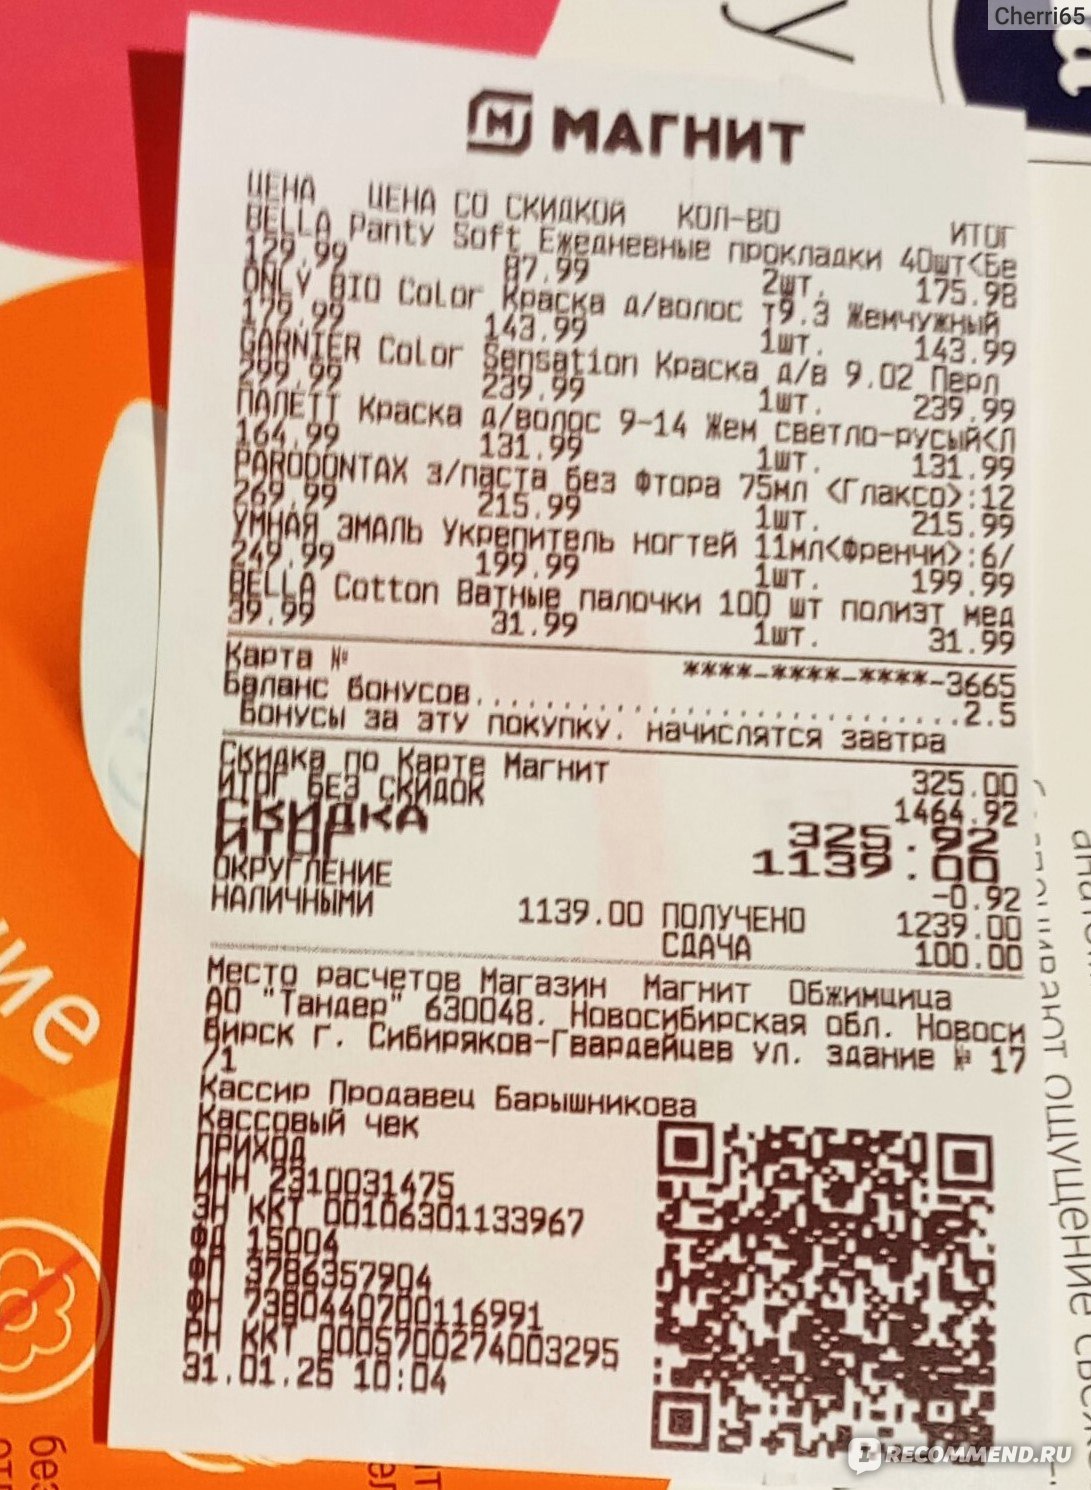 Cherri65
МАГНИТ
ЦЕНА ЦЕНА СО СКИДКОЙ КОЛ-ВО ИТОГ
BELLA Panty Soft Ежедневные прокладки 40шт<Бе
129.99 87.99 2шт. 175.98
ONLY BIO Color Краска д/волос т9.3 Жемчужный
179.99 143.99 1шт. 143.99
GARNIER Color Sensation Краска д/в 9.02 Перл
299.99 239.99 1шт. 239.99
ПАЛЕТТ Краска д/волос 9-14 Жем светло-русый<Л
164.99 131.99 1шт. 131.99
PARODONTAX з/паста без фтора 75мл <Глаксо>:12
269.99 215.99 1шт. 215.99
УМНАЯ ЭМАЛЬ Укрепитель ногтей 11мл<Френчи>:6/
249.99 199.99 1шт. 199.99
BELLA Cotton Ватные палочки 100 шт полиэт мед
39.99 31.99 1шт. 31.99
Карта № ****-****-****-3665
Баланс бонусов..............................2.5
Бонусы за эту покупку. начислятся завтра
Скидка по Карте Магнит 325.00
ИТОГ БЕЗ СКИДОК 1464.92
СКИДКА 325.92
ИТОГ 1139.00
ОКРУГЛЕНИЕ -0.92
НАЛИЧНЫМИ 1139.00 ПОЛУЧЕНО 1239.00
СДАЧА 100.00
Место расчетов Магазин Магнит Обжимщица
АО "Тандер" 630048. Новосибирская обл. Новоси
бирск г. Сибиряков-Гвардейцев ул. здание № 17
/1
Кассир Продавец Барышникова
Кассовый чек
ПРИХОД
ИНН 2310031475
ЗН ККТ 00106301133967
ФД 15004
ФП 3786357904
ФН 7380440700116991
РН ККТ 0005700274003295
31.01.25 10:04
ощущение свеж
ие
без
IRECOMMEND.RU